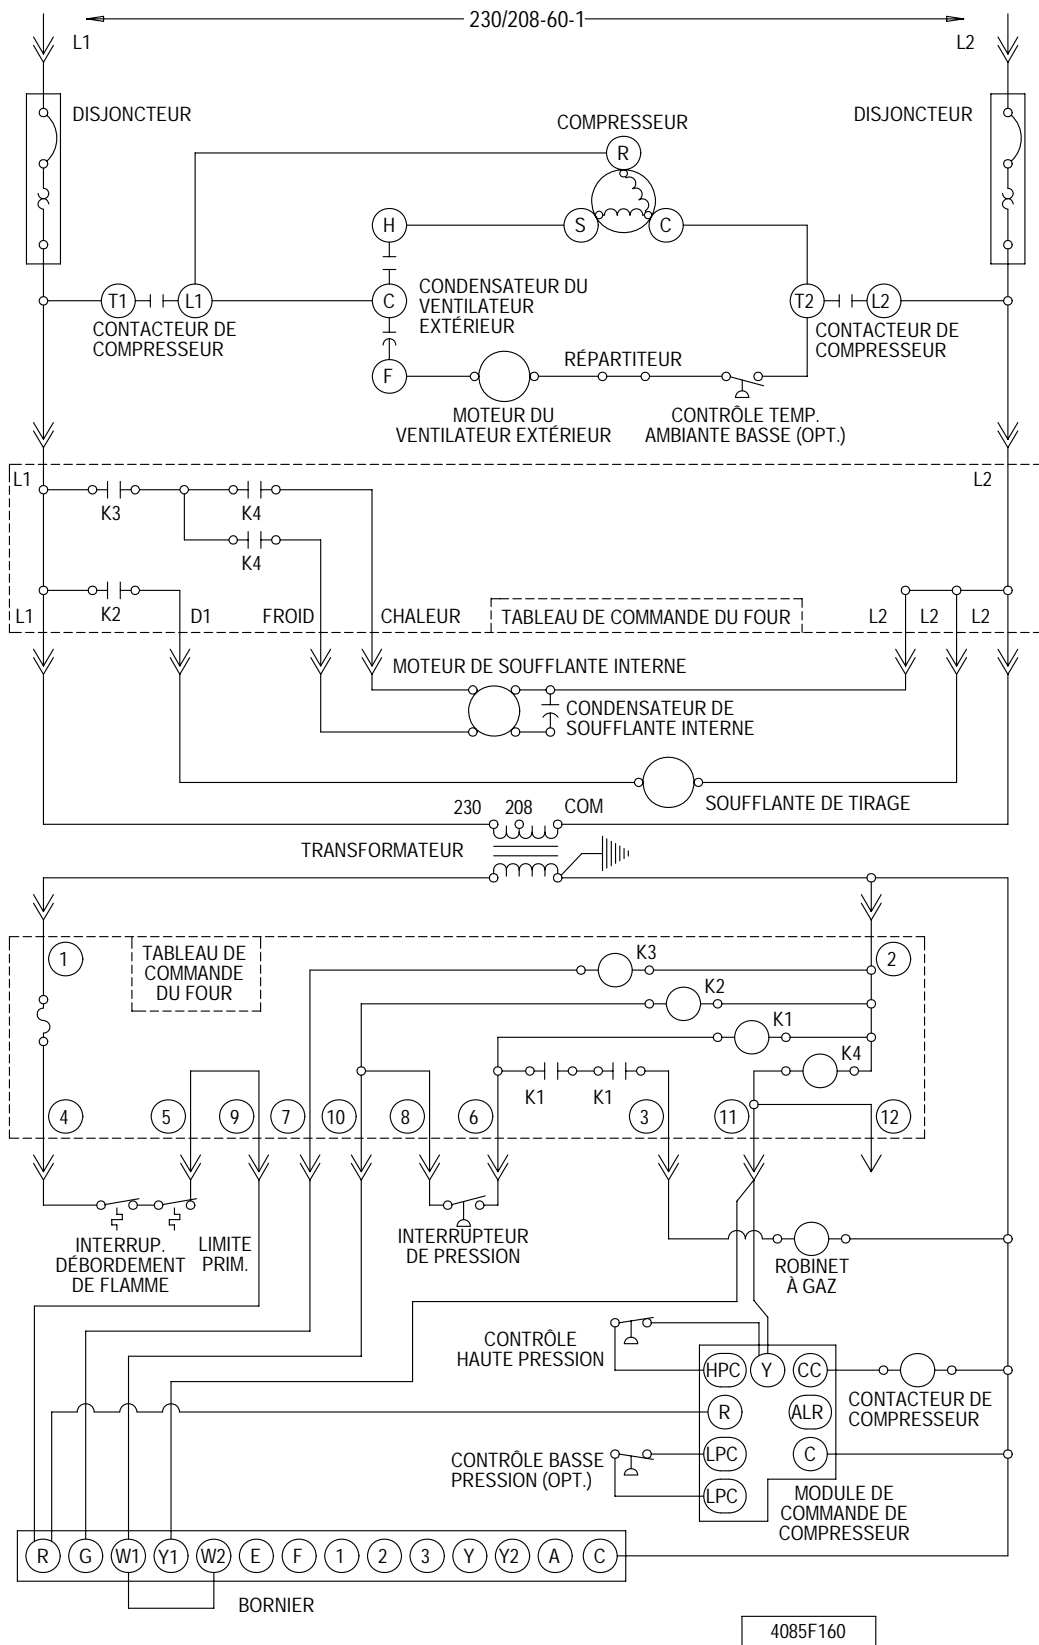 230/208-60-1
L1
L2
DISJONCTEUR
DISJONCTEUR
COMPRESSEUR
R
H
S
C
CONDENSATEUR DU
VENTILATEUR
EXTÉRIEUR
T1
L1
C
T2
L2
CONTACTEUR DE
COMPRESSEUR
CONTACTEUR DE
COMPRESSEUR
F
RÉPARTITEUR
MOTEUR DU
VENTILATEUR EXTÉRIEUR
CONTRÔLE TEMP.
AMBIANTE BASSE (OPT.)
L1
L2
K3
K4
K4
K2
L1
D1
FROID
CHALEUR
TABLEAU DE COMMANDE DU FOUR
L2
L2
L2
MOTEUR DE SOUFFLANTE INTERNE
CONDENSATEUR DE
SOUFFLANTE INTERNE
SOUFFLANTE DE TIRAGE
230
208
COM
TRANSFORMATEUR
1
TABLEAU DE
COMMANDE
DU FOUR
K3
2
K2
K1
K4
K1
K1
4
5
9
7
10
8
6
3
11
12
INTERRUP.
DÉBORDEMENT
DE FLAMME
LIMITE
PRIM.
INTERRUPTEUR
DE PRESSION
ROBINET
À GAZ
CONTRÔLE
HAUTE PRESSION
HPC
Y
CC
CONTACTEUR DE
COMPRESSEUR
R
ALR
CONTRÔLE BASSE
PRESSION (OPT.)
LPC
C
LPC
MODULE DE
COMMANDE DE
COMPRESSEUR
R
G
W1
Y1
W2
E
F
1
2
3
Y
Y2
A
C
BORNIER
4085F160